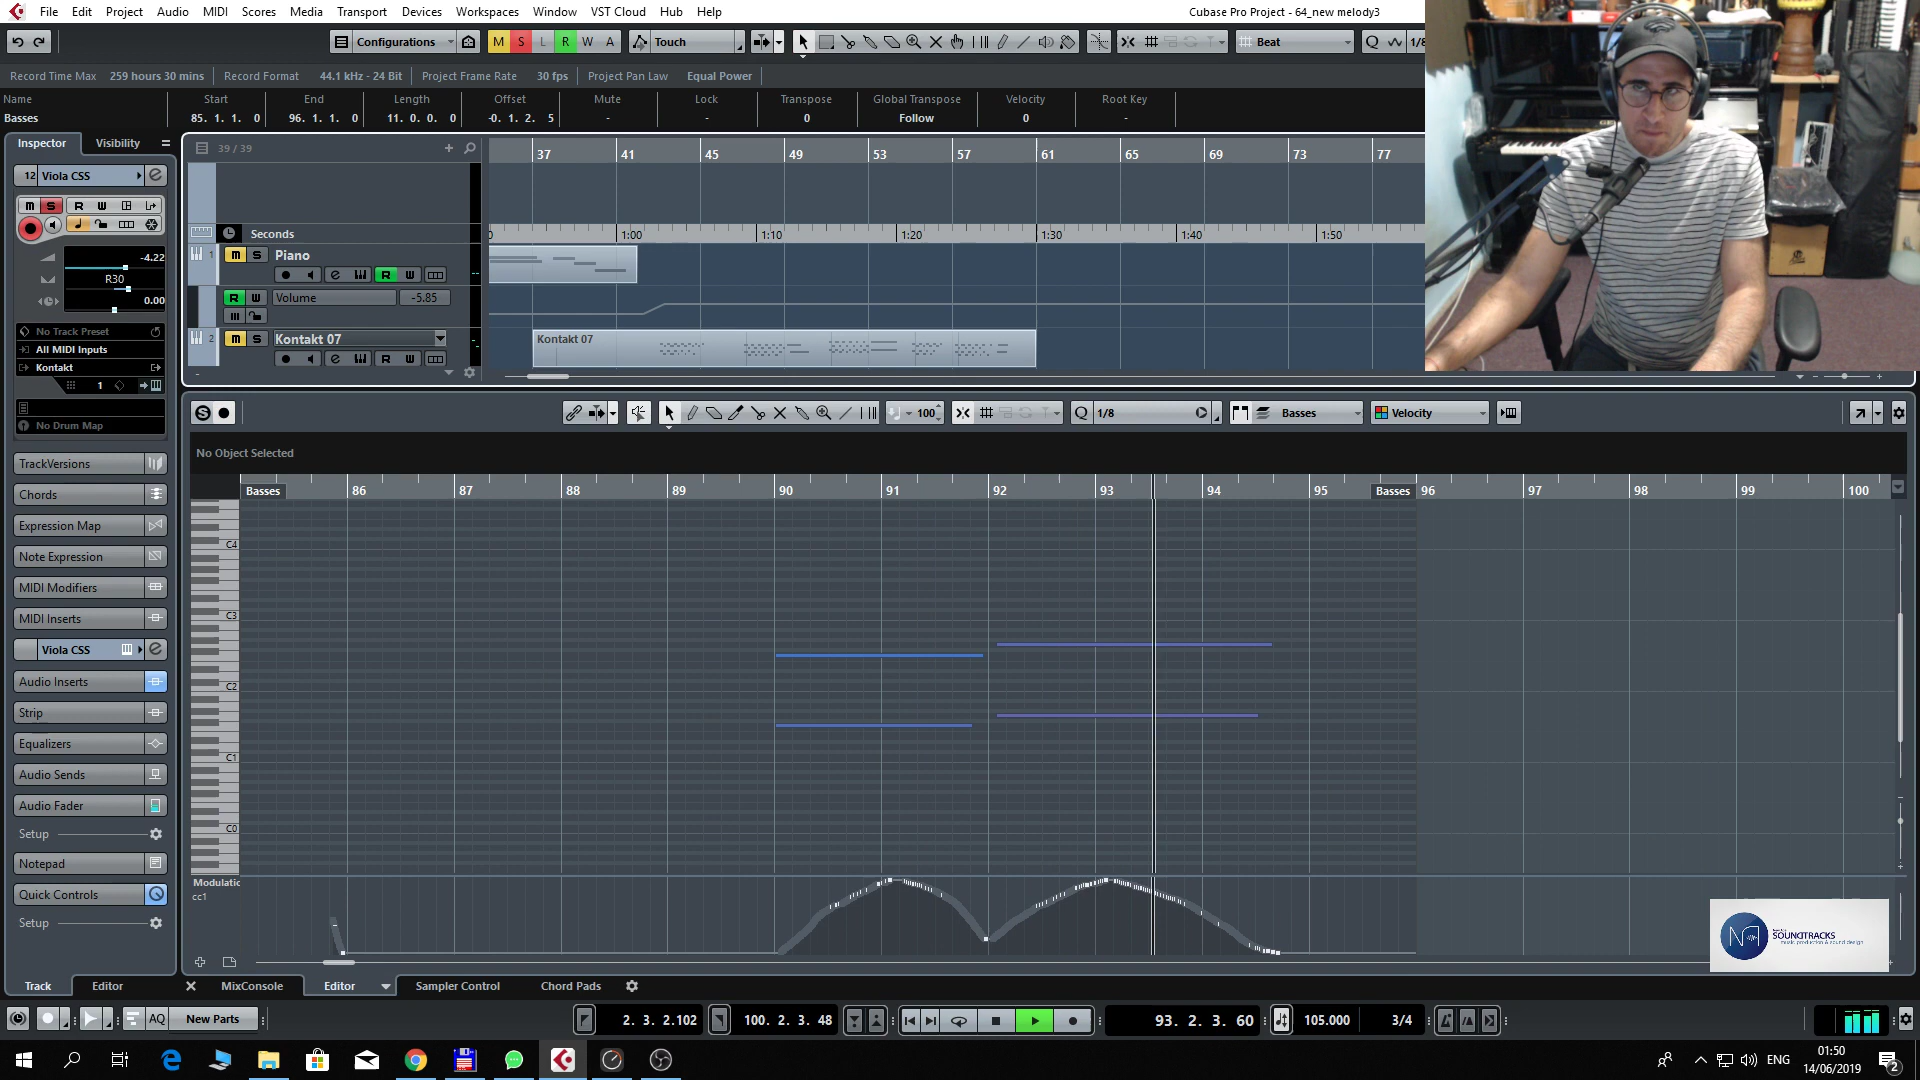 File Edit Project Audio MIDI Scores Media Transport Devices Workspaces Window VST Cloud Hub Help
Cubase Pro Project - 64_new melody3
Configurations M S L R W A Touch Beat Q 1/8
Record Time Max 259 hours 30 mins Record Format 44.1 kHz - 24 Bit Project Frame Rate 30 fps Project Pan Law Equal Power
Name Start End Length Offset Mute Lock Transpose Global Transpose Velocity Root Key
Basses 85. 1. 1. 0 96. 1. 1. 0 11. 0. 0. 0 -0. 1. 2. 5 - - 0 Follow 0 -
Inspector Visibility
39 / 39
37 41 45 49 53 57 61 65 69 73 77
12 Viola CSS
M S R W
-4.22
R30
0.00
No Track Preset
All MIDI Inputs
Kontakt
1
No Drum Map
Seconds
0 1:00 1:10 1:20 1:30 1:40 1:50
1 M S Piano
R W
R W Volume -5.85
2 M S Kontakt 07
R W
Kontakt 07
S 100 Q 1/8 Basses Velocity
No Object Selected
Basses 86 87 88 89 90 91 92 93 94 95 Basses 96 97 98 99 100
C4
C3
C2
C1
C0
Modulatic
cc1
TrackVersions
Chords
Expression Map
Note Expression
MIDI Modifiers
MIDI Inserts
Viola CSS
Audio Inserts
Strip
Equalizers
Audio Sends
Audio Fader
Setup
Notepad
Quick Controls
Setup
SOUNDTRACKS
music production & sound design
Track Editor MixConsole Editor Sampler Control Chord Pads
AQ New Parts 2. 3. 2.102 100. 2. 3. 48 93. 2. 3. 60 105.000 3/4
ENG
01:50
14/06/2019
2